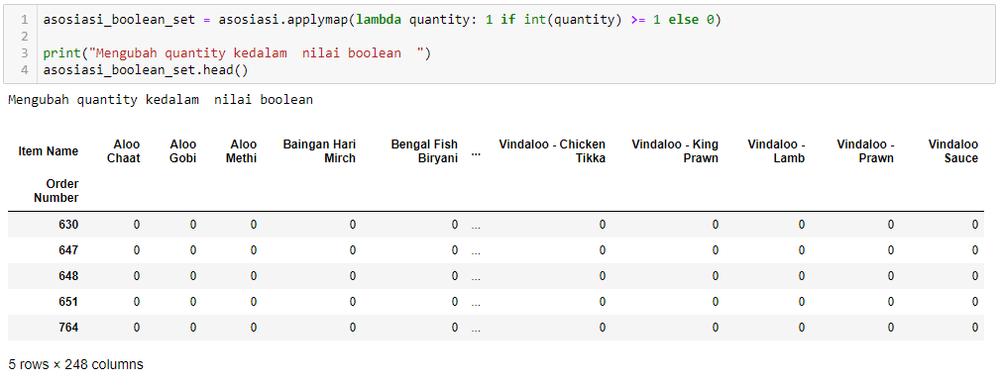 1 asosiasi_boolean_set = asosiasi.applymap(lambda quantity: 1 if int(quantity) >= 1 else 0)
2
3 print("Mengubah quantity kedalam  nilai boolean  ")
4 asosiasi_boolean_set.head()
Mengubah quantity kedalam  nilai boolean
Item Name Aloo Chaat Aloo Gobi Aloo Methi Baingan Hari Mirch Bengal Fish Biryani ... Vindaloo - Chicken Tikka Vindaloo - King Prawn Vindaloo - Lamb Vindaloo - Prawn Vindaloo Sauce
Order Number
630 0 0 0 0 0 ... 0 0 0 0 0
647 0 0 0 0 0 ... 0 0 0 0 0
648 0 0 0 0 0 ... 0 0 0 0 0
651 0 0 0 0 0 ... 0 0 0 0 0
764 0 0 0 0 0 ... 0 0 0 0 0
5 rows × 248 columns